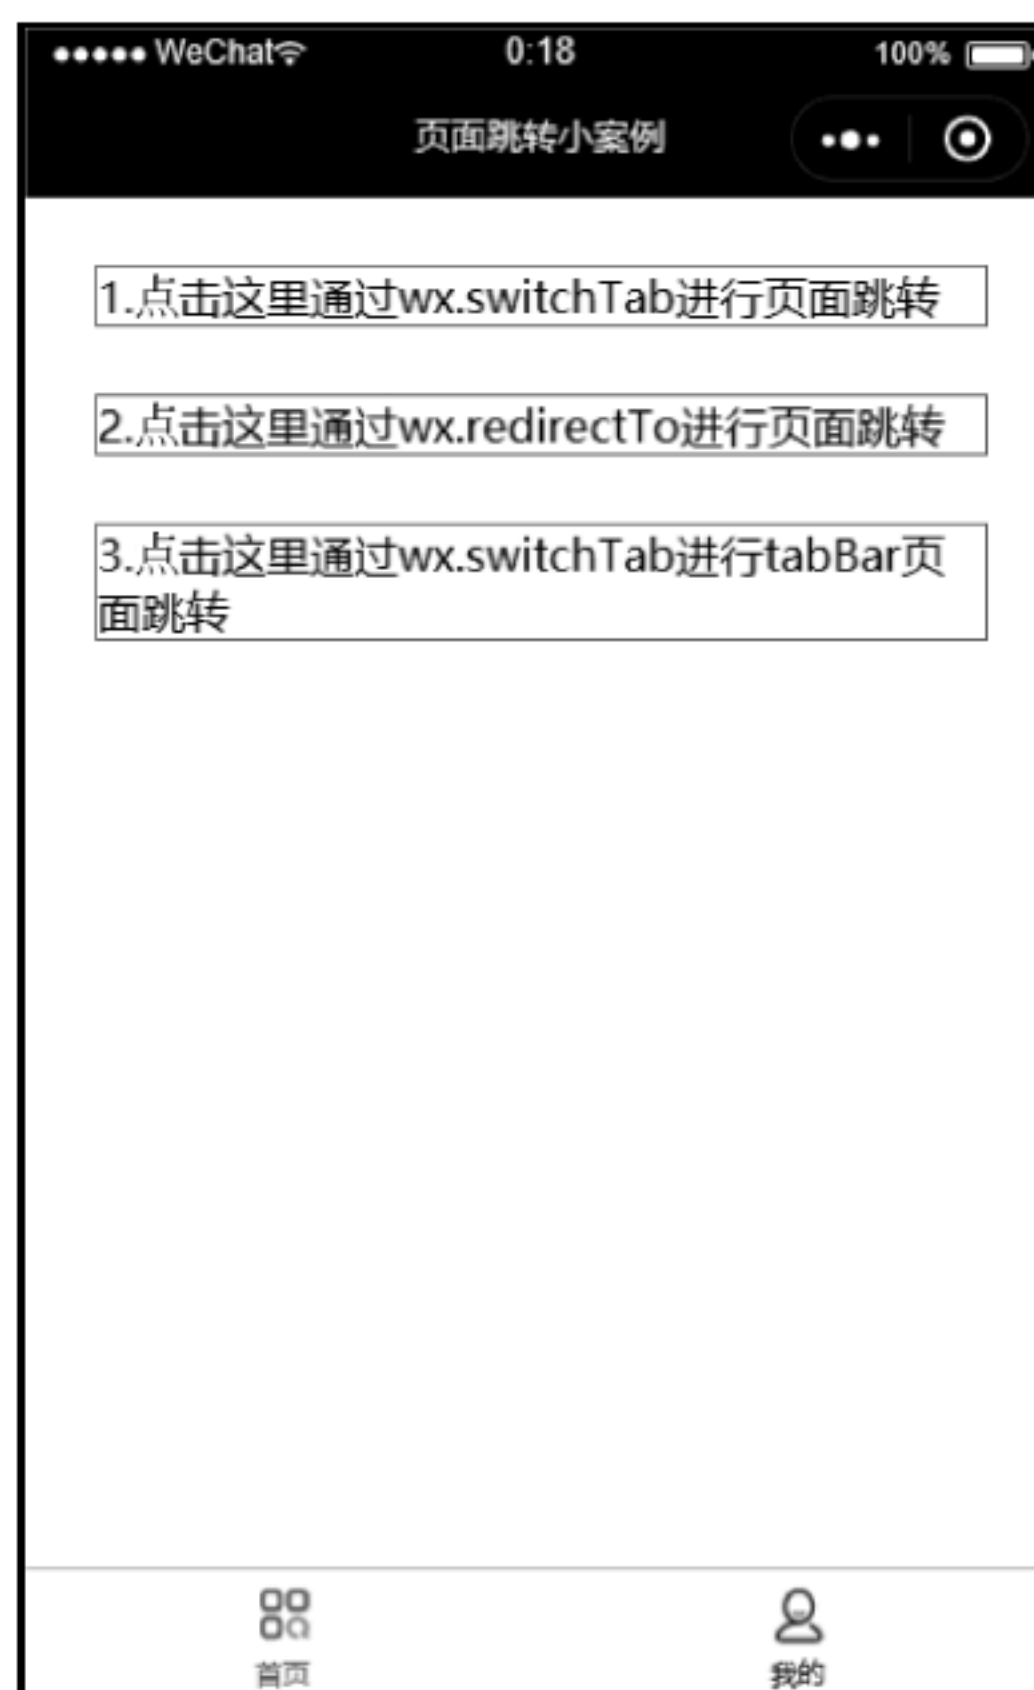 WeChat
0:18
100%
页面跳转小案例
1.点击这里通过wx.switchTab进行页面跳转
2.点击这里通过wx.redirectTo进行页面跳转
3.点击这里通过wx.switchTab进行tabBar页
面跳转
首页
我的